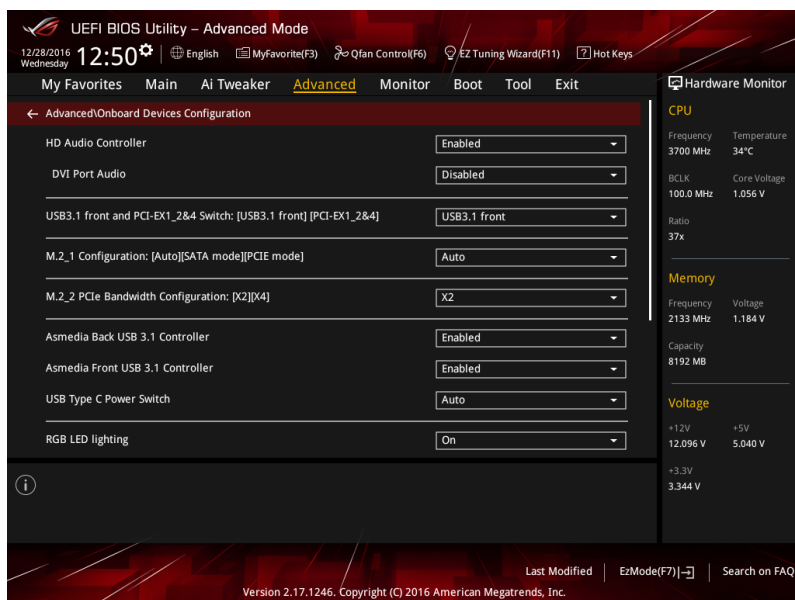 UEFI BIOS Utility – Advanced Mode
12/28/2016
Wednesday
12:50
English
MyFavorite(F3)
Qfan Control(F6)
EZ Tuning Wizard(F11)
? Hot Keys
My Favorites Main Ai Tweaker Advanced Monitor Boot Tool Exit
Hardware Monitor
Advanced\Onboard Devices Configuration
HD Audio Controller Enabled
DVI Port Audio Disabled
USB3.1 front and PCI-EX1_2&4 Switch: [USB3.1 front] [PCI-EX1_2&4] USB3.1 front
M.2_1 Configuration: [Auto][SATA mode][PCIE mode] Auto
M.2_2 PCIe Bandwidth Configuration: [X2][X4] X2
Asmedia Back USB 3.1 Controller Enabled
Asmedia Front USB 3.1 Controller Enabled
USB Type C Power Switch Auto
RGB LED lighting On
CPU
Frequency Temperature
3700 MHz 34°C
BCLK Core Voltage
100.0 MHz 1.056 V
Ratio
37x
Memory
Frequency Voltage
2133 MHz 1.184 V
Capacity
8192 MB
Voltage
+12V +5V
12.096 V 5.040 V
+3.3V
3.344 V
i
Last Modified
EzMode(F7)
Search on FAQ
Version 2.17.1246. Copyright (C) 2016 American Megatrends, Inc.